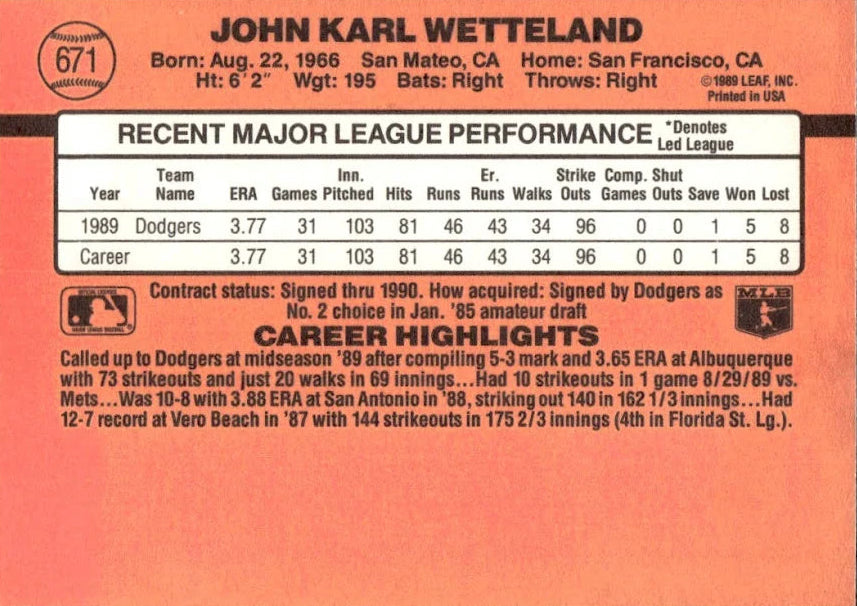 671
JOHN KARL WETTELAND
Born: Aug. 22, 1966 San Mateo, CA Home: San Francisco, CA
Ht: 6'2" Wgt: 195 Bats: Right Throws: Right
©1989 LEAF, INC.
Printed in USA
RECENT MAJOR LEAGUE PERFORMANCE *Denotes Led League
Year Team Name ERA Games Inn. Pitched Hits Runs Er. Runs Walks Strike Outs Comp. Games Shut Outs Save Won Lost
1989 Dodgers 3.77 31 103 81 46 43 34 96 0 0 1 5 8
Career 3.77 31 103 81 46 43 34 96 0 0 1 5 8
Contract status: Signed thru 1990. How acquired: Signed by Dodgers as
No. 2 choice in Jan. '85 amateur draft
MLB
CAREER HIGHLIGHTS
Called up to Dodgers at midseason '89 after compiling 5-3 mark and 3.65 ERA at Albuquerque
with 73 strikeouts and just 20 walks in 69 innings...Had 10 strikeouts in 1 game 8/29/89 vs.
Mets...Was 10-8 with 3.88 ERA at San Antonio in '88, striking out 140 in 162 1/3 innings...Had
12-7 record at Vero Beach in '87 with 144 strikeouts in 175 2/3 innings (4th in Florida St. Lg.).